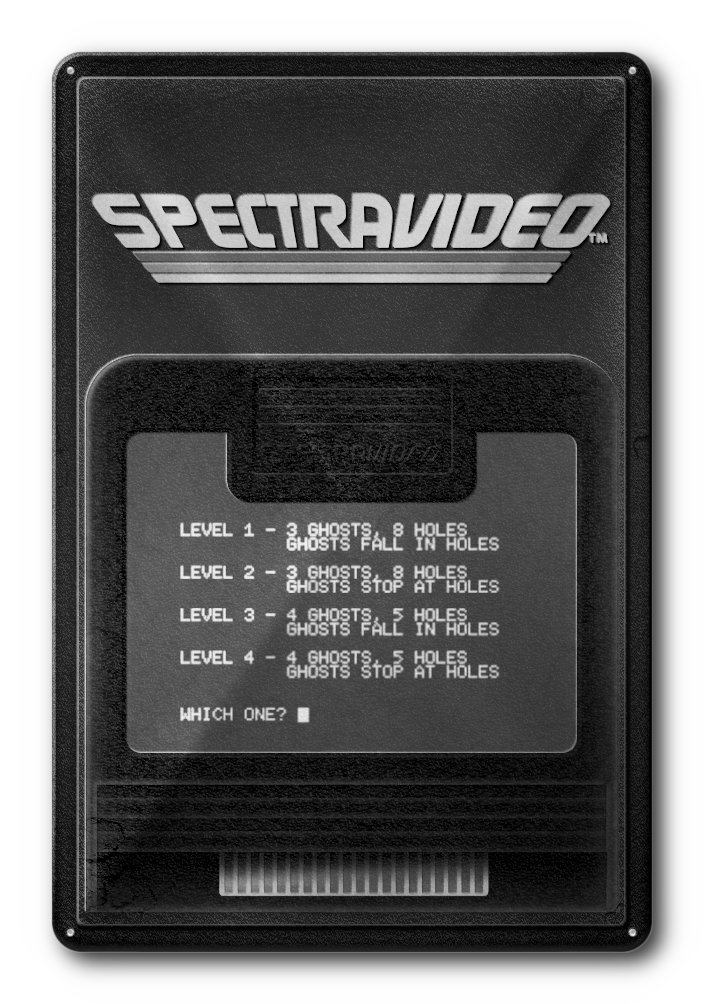 SPECTRAVIDEO™
SPECTRAVIDEO
LEVEL 1 - 3 GHOSTS, 8 HOLES
GHOSTS FALL IN HOLES
LEVEL 2 - 3 GHOSTS, 8 HOLES
GHOSTS STOP AT HOLES
LEVEL 3 - 4 GHOSTS, 5 HOLES
GHOSTS FALL IN HOLES
LEVEL 4 - 4 GHOSTS, 5 HOLES
GHOSTS STOP AT HOLES
WHICH ONE?